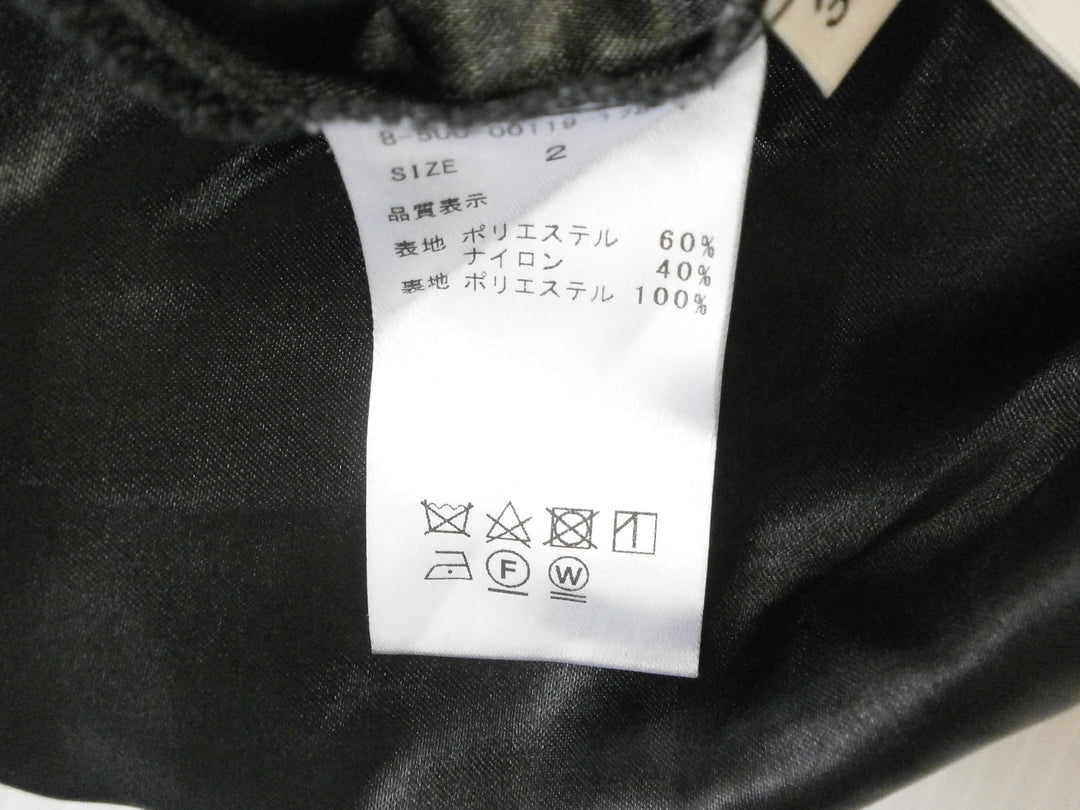 SIZE 2
品質表示
表地 ポリエステル 60%
ナイロン 40%
裏地 ポリエステル 100%
F W